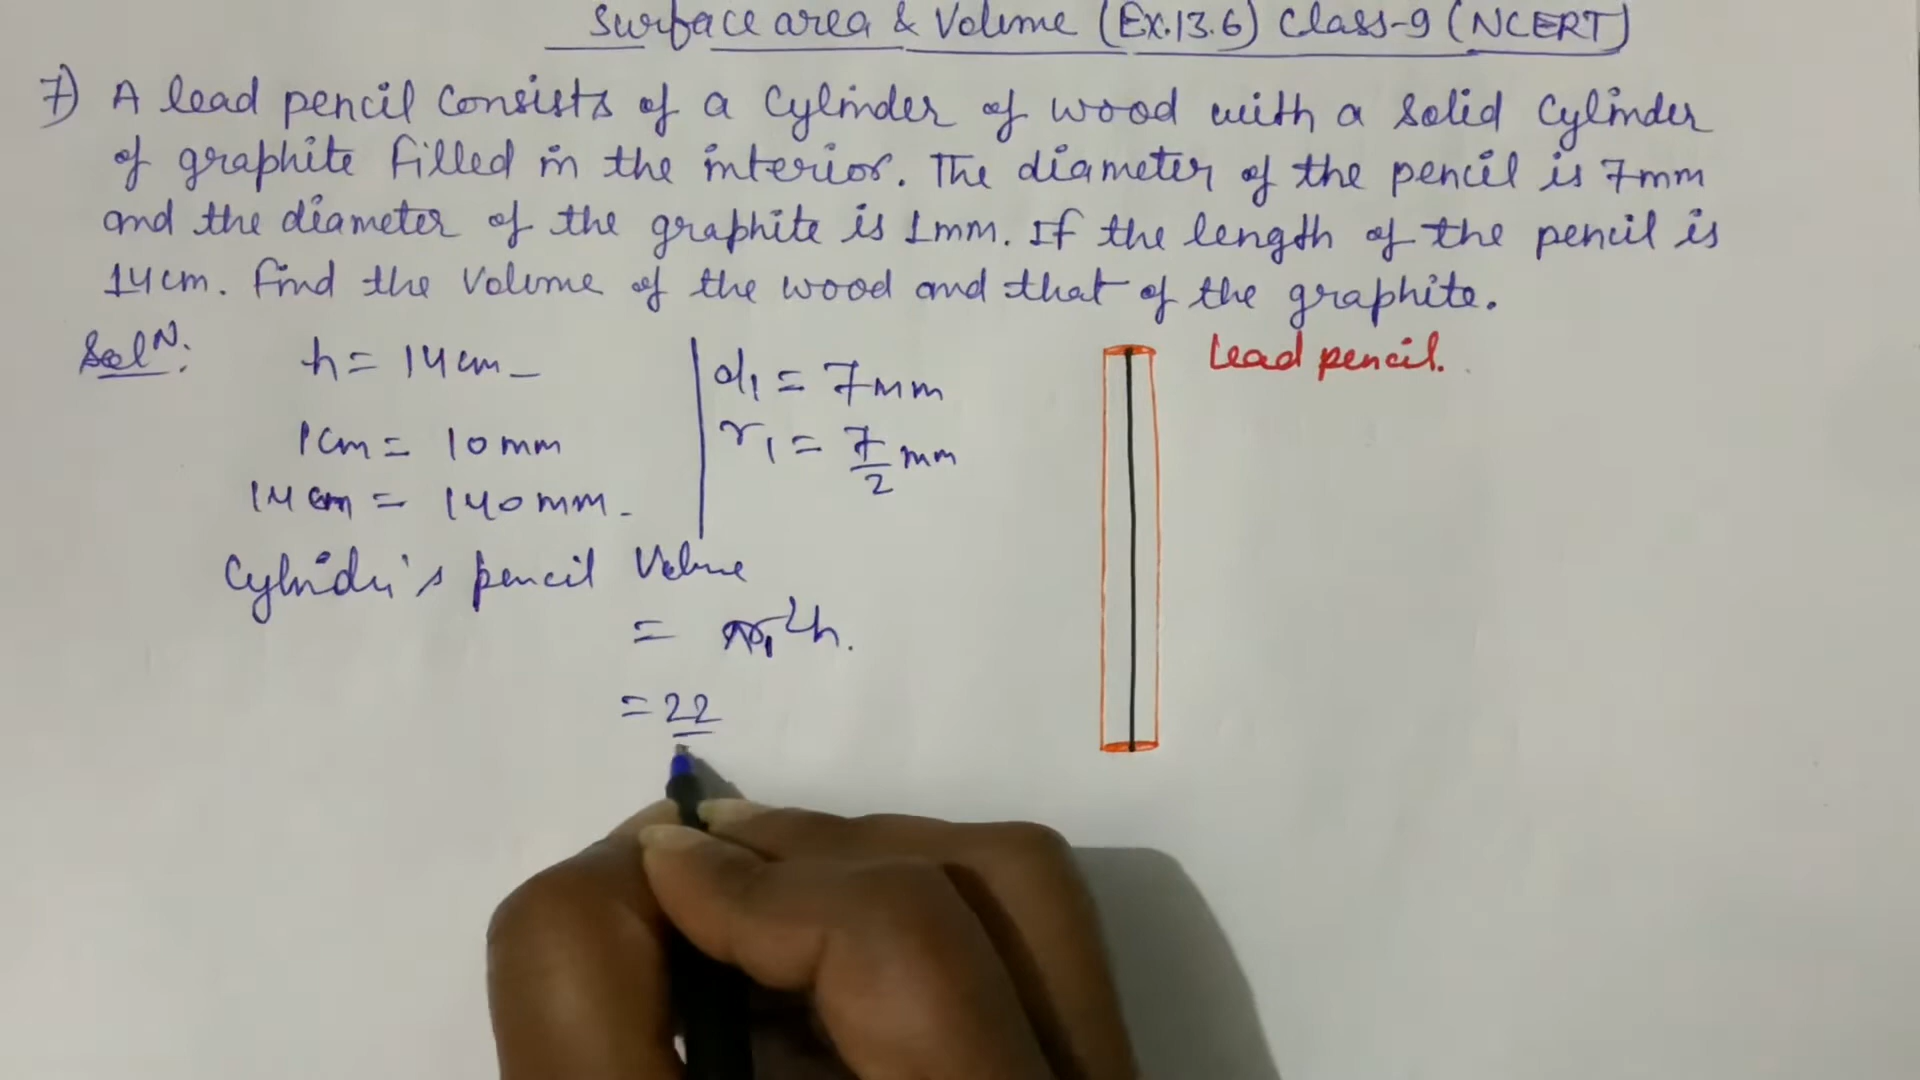 Surface area & Volume (Ex.13.6) Class-9 (NCERT)
7) A lead pencil Consists of a Cylinder of wood with a Solid Cylinder
of graphite filled in the interior. The diameter of the pencil is 7mm
and the diameter of the graphite is 1mm. If the length of the pencil is
14cm. Find the Volume of the wood and that of the graphite.
SolN:
h = 14cm
1cm = 10mm
14cm = 140mm.
d₁ = 7mm
r₁ = 7/2 mm
Lead pencil.
Cylinder's pencil Volume
= πr₁²h.
= 22